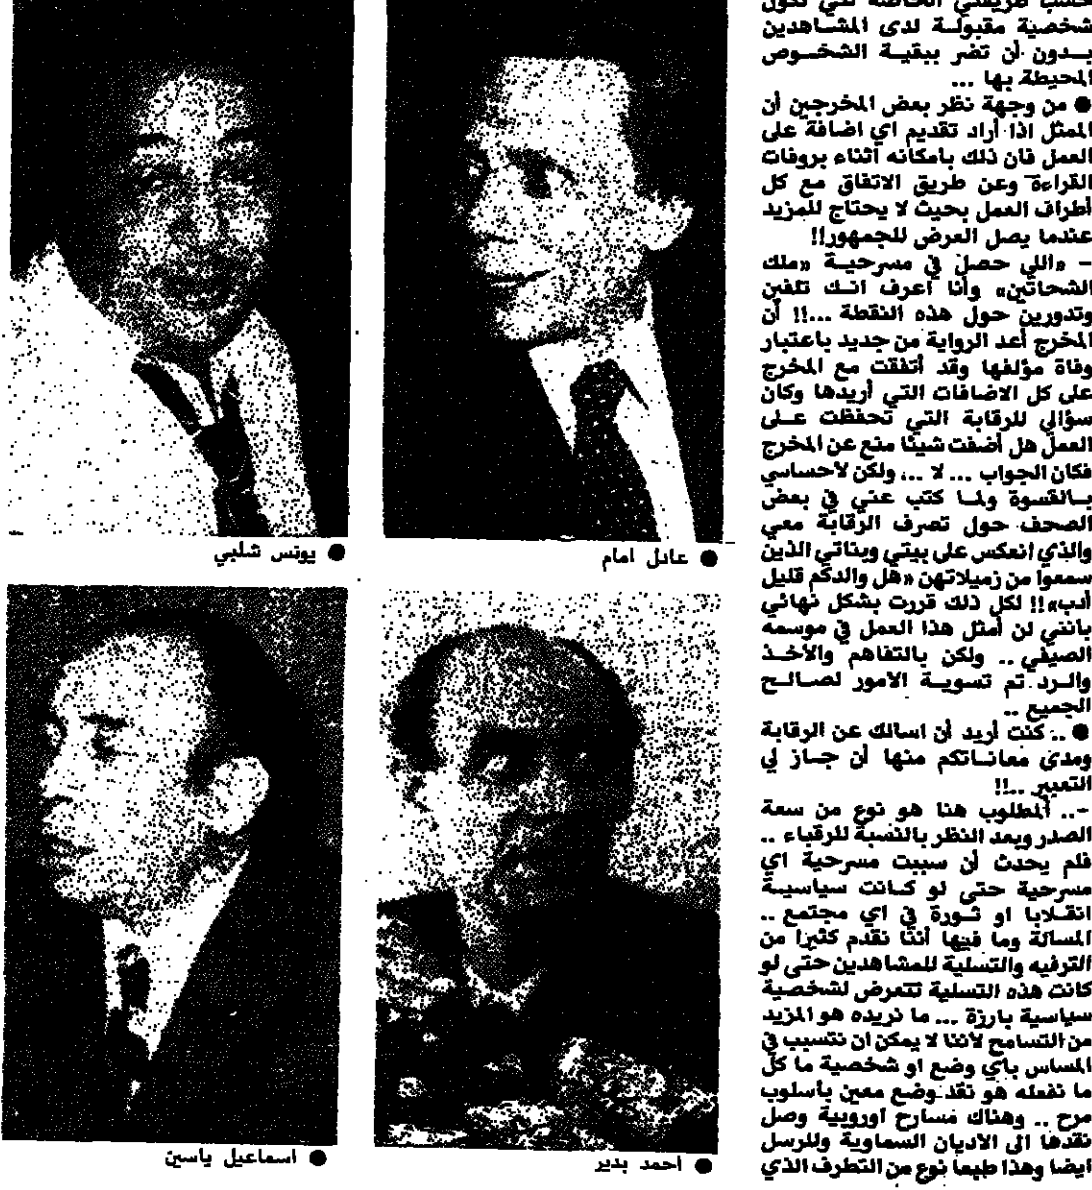 حسب طريقتي الخاصة لكي تكون
شخصية مقبولة لدى المشاهدين
بدون أن تضر ببقية الشخوص
المحيطة بها ...
● من وجهة نظر بعض المخرجين أن
الممثل اذا أراد تقديم اي اضافة على
العمل فان ذلك بامكانه اثناء بروفات
القراءة وعن طريق الاتفاق مع كل
أطراف العمل بحيث لا يحتاج للمزيد
عندما يصل العرض للجمهور!!
- «اللي حصل في مسرحية «ملك
الشحاتين» وأنا أعرف انك تلفين
وتدورين حول هذه النقطة ...!! أن
المخرج أعد الرواية من جديد باعتبار
وفاة مؤلفها وقد أتفقت مع المخرج
على كل الاضافات التي أريدها وكان
سؤالي للرقابة التي تحفظت على
العمل هل أضفت شيئا منع عن المخرج
فكان الجواب ... لا ... ولكن لأحساسي
بالقسوة ولما كتب عني في بعض
الصحف حول تصرف الرقابة معي
والذي انعكس على بيتي وبناتي الذين
سمعوا من زميلاتهن «هل والدكم قليل
أدب»!! لكل ذلك قررت بشكل نهائي
بانني لن أمثل هذا العمل في موسمه
الصيفي .. ولكن بالتفاهم والأخذ
والرد تم تسوية الامور لصالح
الجميع ..
● .. كنت أريد أن اسالك عن الرقابة
ومدى معاناتكم منها أن جاز لي
التعبير ..!!
-.. المطلوب هنا هو نوع من سعة
الصدر وبعد النظر بالنسبة للرقباء ..
فلم يحدث أن سببت مسرحية اي
مسرحية حتى لو كانت سياسية
انقلابا او ثورة في اي مجتمع ..
المسالة وما فيها أننا نقدم كثيرا من
الترفيه والتسلية للمشاهدين حتى لو
كانت هذه التسلية تتعرض لشخصية
سياسية بارزة ... ما نريده هو المزيد
من التسامح لأننا لا يمكن ان نتسبب في
المساس بأي وضع او شخصية ما كل
ما نفعله هو نقد وضع معين بأسلوب
مرح .. وهناك مسارح اوروبية وصل
نقدها الى الاديان السماوية وللرسل
ايضا وهذا طبعا نوع من التطرف الذي
● عادل امام
● يونس شلبي
● احمد بدير
● اسماعيل ياسين